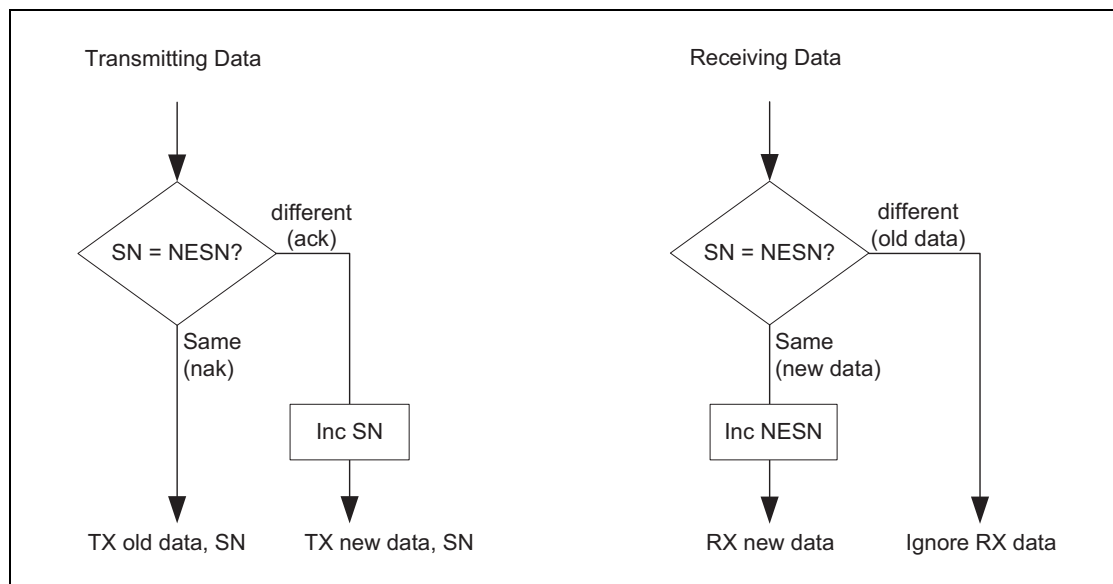 Transmitting Data
SN = NESN?
different
(ack)
Same
(nak)
Inc SN
TX old data, SN
TX new data, SN
Receiving Data
SN = NESN?
different
(old data)
Same
(new data)
Inc NESN
RX new data
Ignore RX data